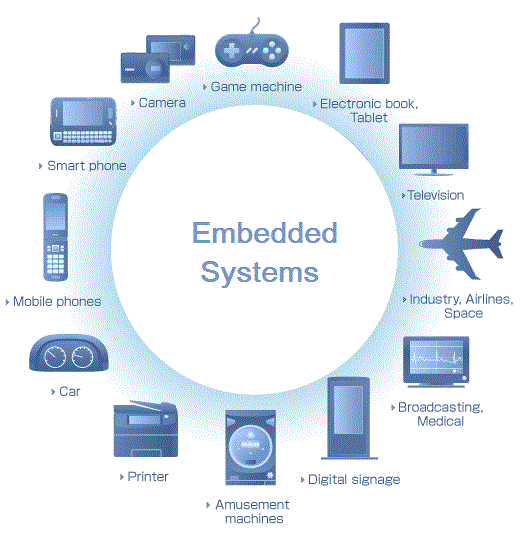 Game machine
Camera
Electronic book,
Tablet
Smart phone
Television
Embedded
Systems
Mobile phones
Industry, Airlines,
Space
Car
Broadcasting,
Medical
Printer
Digital signage
Amusement
machines